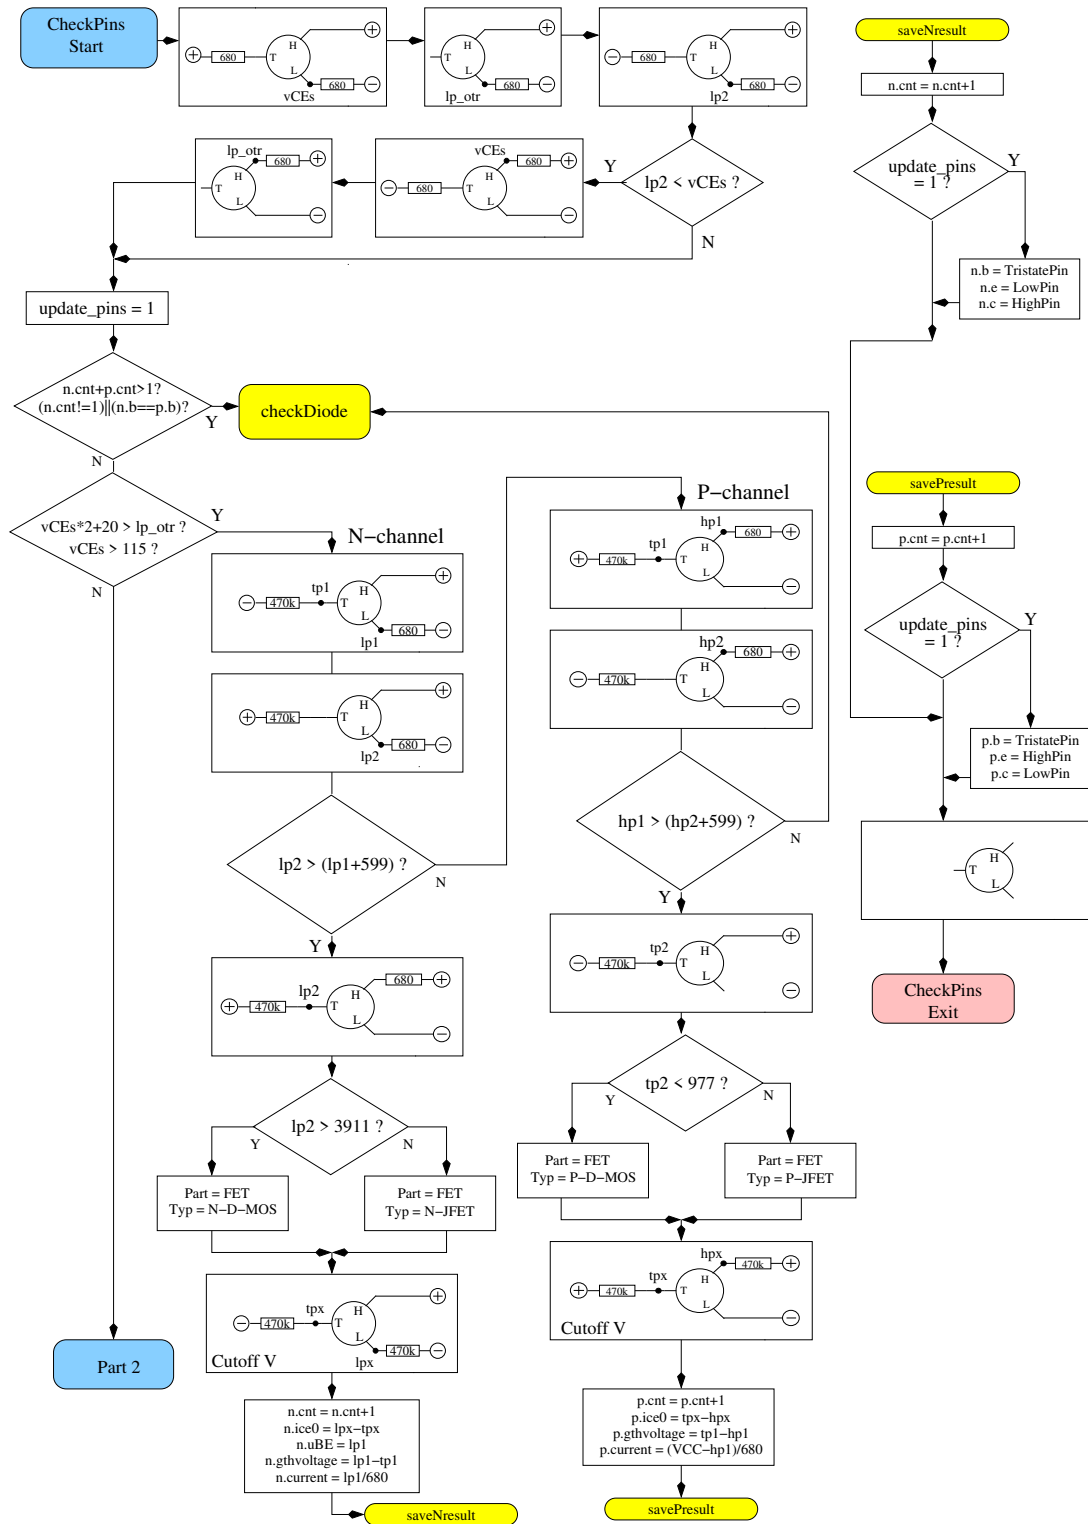 CheckPins
Start
T
H
L
680
680
vCEs
T
H
L
680
lp_otr
T
H
L
680
680
lp2
lp_otr
680
H
T
L
vCEs
680
680
H
T
L
Y
lp2 < vCEs ?
N
update_pins = 1
n.cnt+p.cnt>1?
(n.cnt!=1)||(n.b==p.b)?
Y
N
checkDiode
vCEs*2+20 > lp_otr ?
vCEs > 115 ?
Y
N
N−channel
tp1
470k
T
H
L
680
lp1
470k
T
H
L
680
lp2
lp2 > (lp1+599) ?
N
Y
lp2
470k
T
H
L
680
lp2 > 3911 ?
Y
N
Part = FET
Typ = N−D−MOS
Part = FET
Typ = N−JFET
tpx
470k
T
H
L
470k
lpx
Cutoff V
n.cnt = n.cnt+1
n.ice0 = lpx−tpx
n.uBE = lp1
n.gthvoltage = lp1−tp1
n.current = lp1/680
saveNresult
Part 2
P−channel
hp1
680
tp1
470k
T
H
L
hp2
680
470k
T
H
L
hp1 > (hp2+599) ?
N
Y
tp2
470k
T
H
L
tp2 < 977 ?
Y
N
Part = FET
Typ = P−D−MOS
Part = FET
Typ = P−JFET
hpx
470k
tpx
470k
T
H
L
Cutoff V
p.cnt = p.cnt+1
p.ice0 = tpx−hpx
p.gthvoltage = tp1−hp1
p.current = (VCC−hp1)/680
savePresult
saveNresult
n.cnt = n.cnt+1
update_pins
= 1 ?
Y
n.b = TristatePin
n.e = LowPin
n.c = HighPin
savePresult
p.cnt = p.cnt+1
update_pins
= 1 ?
Y
p.b = TristatePin
p.e = HighPin
p.c = LowPin
T
H
L
CheckPins
Exit